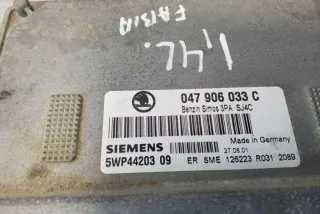 FABIA
1,4L.
047 906 033 C
Benzin Simos 3PA SJ4C
SIEMENS
Made in Germany
27.06.01
5WP44203 09
ER SME 126223 R031 2089